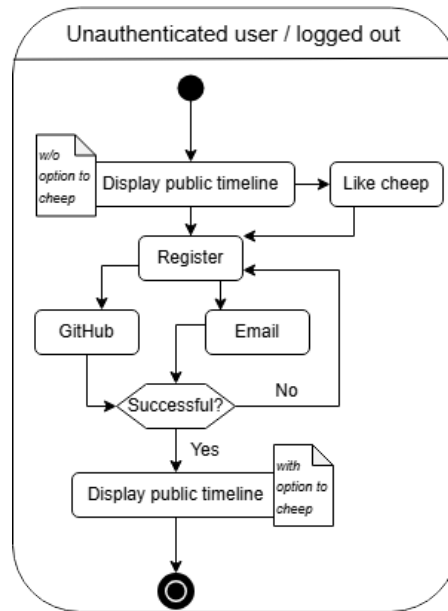 Unauthenticated user / logged out
w/o
option to
cheep
Display public timeline
Like cheep
Register
GitHub
Email
Successful?
No
Yes
Display public timeline
with
option to
cheep